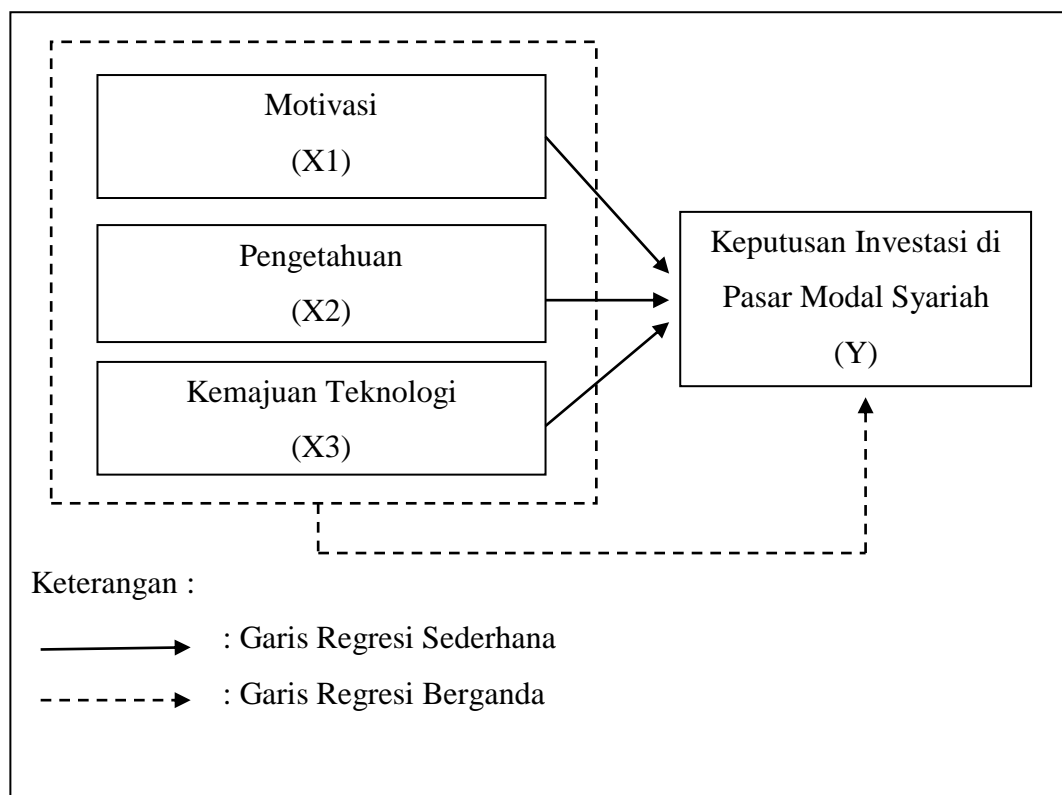 Motivasi
(X1)
Pengetahuan
(X2)
Kemajuan Teknologi
(X3)
Keputusan Investasi di
Pasar Modal Syariah
(Y)
Keterangan :
: Garis Regresi Sederhana
: Garis Regresi Berganda